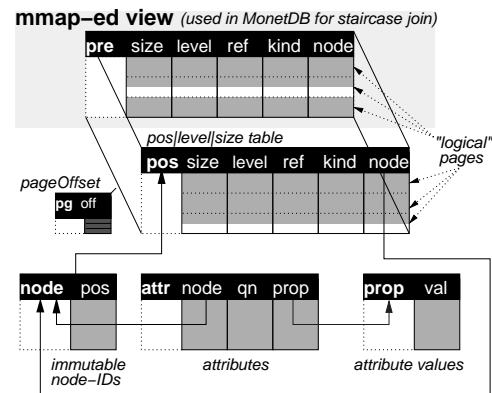 mmap-ed view (used in MonetDB for staircase join)
pre size level ref kind node
"logical"
pages
pos|level|size table
pos size level ref kind node
pageOffset
pg off
node pos
attr node qn prop
prop val
immutable
node-IDs
attributes
attribute values